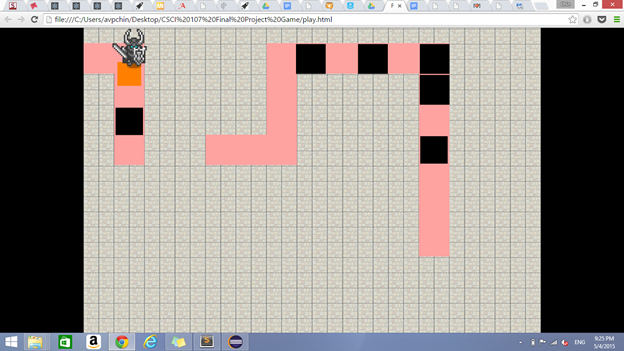 file:///C:/Users/avpchin/Desktop/CSCI%20107%20Final%20Project%20Game/play.html
ENG
9:25 PM
5/4/2015